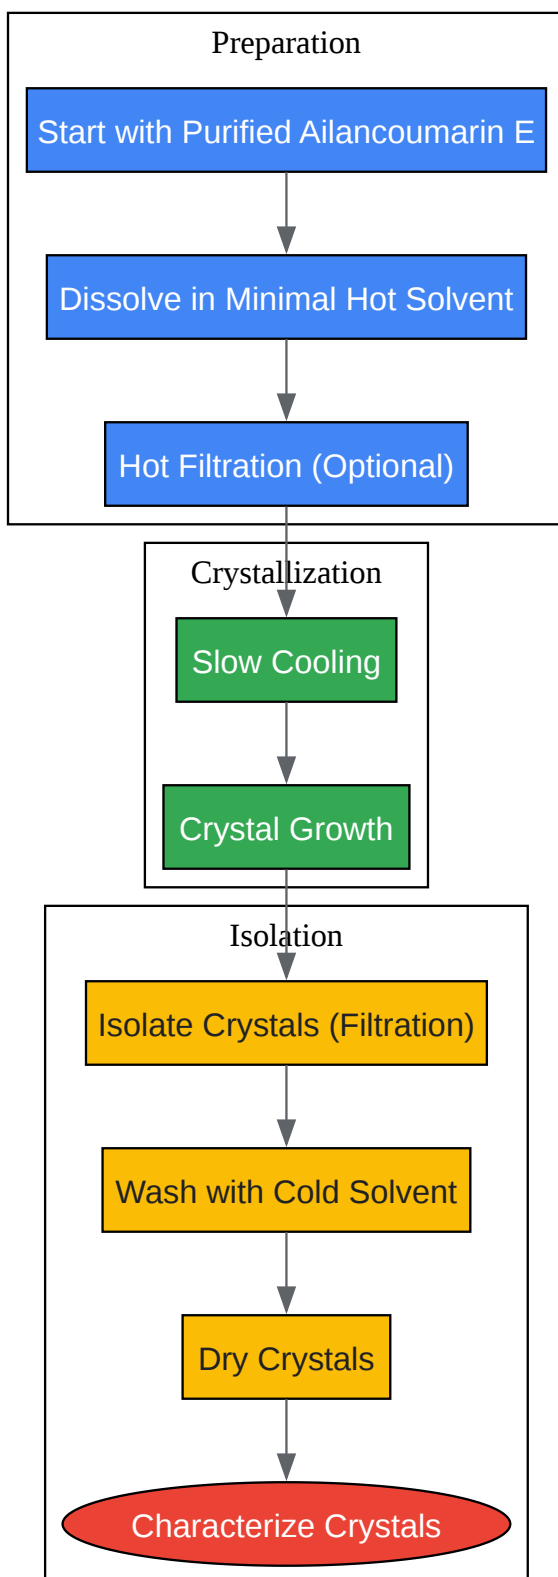 Preparation
Start with Purified Ailancoumarin E
Dissolve in Minimal Hot Solvent
Hot Filtration (Optional)
Crystallization
Slow Cooling
Crystal Growth
Isolation
Isolate Crystals (Filtration)
Wash with Cold Solvent
Dry Crystals
Characterize Crystals